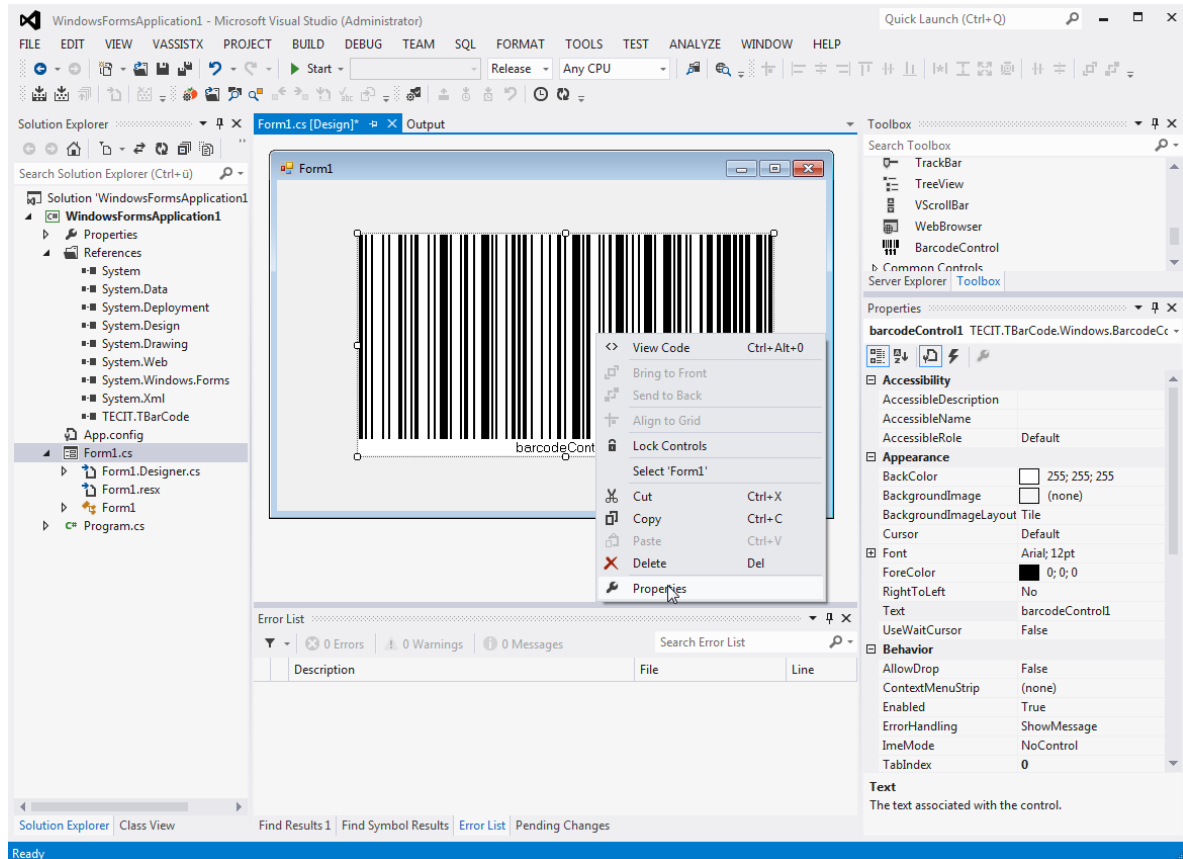 WindowsFormsApplication1 - Microsoft Visual Studio (Administrator)
Quick Launch (Ctrl+Q)
FILE EDIT VIEW VASSISTX PROJECT BUILD DEBUG TEAM SQL FORMAT TOOLS TEST ANALYZE WINDOW HELP
Start Release Any CPU
Solution Explorer
Search Solution Explorer (Ctrl+ü)
Solution 'WindowsFormsApplication1
WindowsFormsApplication1
Properties
References
System
System.Data
System.Deployment
System.Design
System.Drawing
System.Web
System.Windows.Forms
System.Xml
TECIT.TBarCode
App.config
Form1.cs
Form1.Designer.cs
Form1.resx
Form1
Program.cs
Solution Explorer Class View
Form1.cs [Design]* Output
Form1
barcodeCont
View Code Ctrl+Alt+0
Bring to Front
Send to Back
Align to Grid
Lock Controls
Select 'Form1'
Cut Ctrl+X
Copy Ctrl+C
Paste Ctrl+V
Delete Del
Properties
Error List
0 Errors 0 Warnings 0 Messages Search Error List
Description File Line
Find Results 1 Find Symbol Results Error List Pending Changes
Toolbox
Search Toolbox
TrackBar
TreeView
VScrollBar
WebBrowser
BarcodeControl
Common Controls
Server Explorer Toolbox
Properties
barcodeControl1 TECIT.TBarCode.Windows.BarcodeCc
Accessibility
AccessibleDescription
AccessibleName
AccessibleRole Default
Appearance
BackColor 255; 255; 255
BackgroundImage (none)
BackgroundImageLayout Tile
Cursor Default
Font Arial; 12pt
ForeColor 0; 0; 0
RightToLeft No
Text barcodeControl1
UseWaitCursor False
Behavior
AllowDrop False
ContextMenuStrip (none)
Enabled True
ErrorHandling ShowMessage
ImeMode NoControl
TabIndex 0
Text
The text associated with the control.
Ready